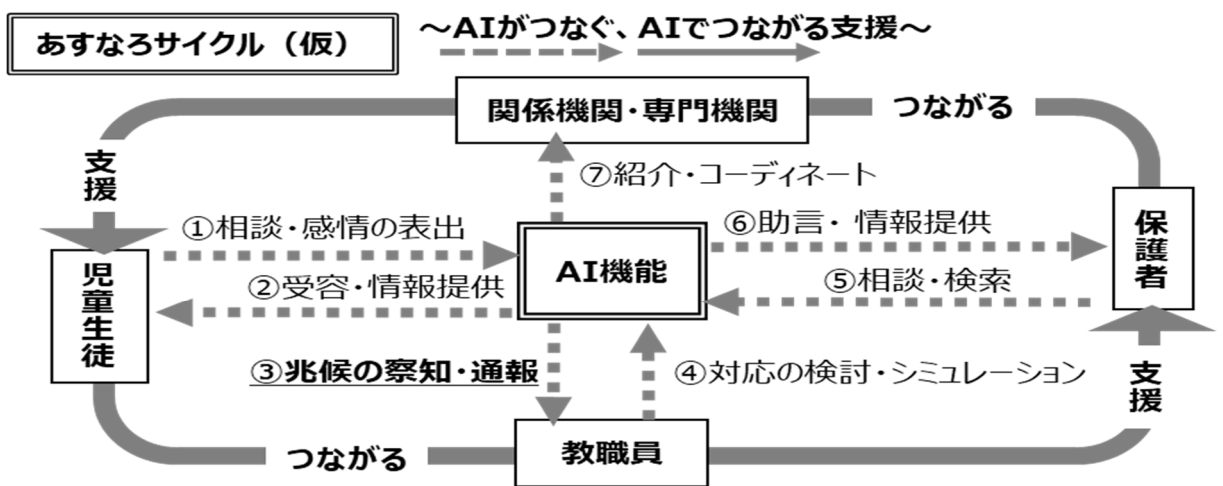 あすなろサイクル（仮）
～AIがつなぐ、AIでつながる支援～
関係機関・専門機関
つながる
支援
⑦紹介・コーディネート
①相談・感情の表出
⑥助言・ 情報提供
AI機能
保護者
児童生徒
②受容・情報提供
⑤相談・検索
③兆候の察知・通報
④対応の検討・シミュレーション
支援
教職員
つながる